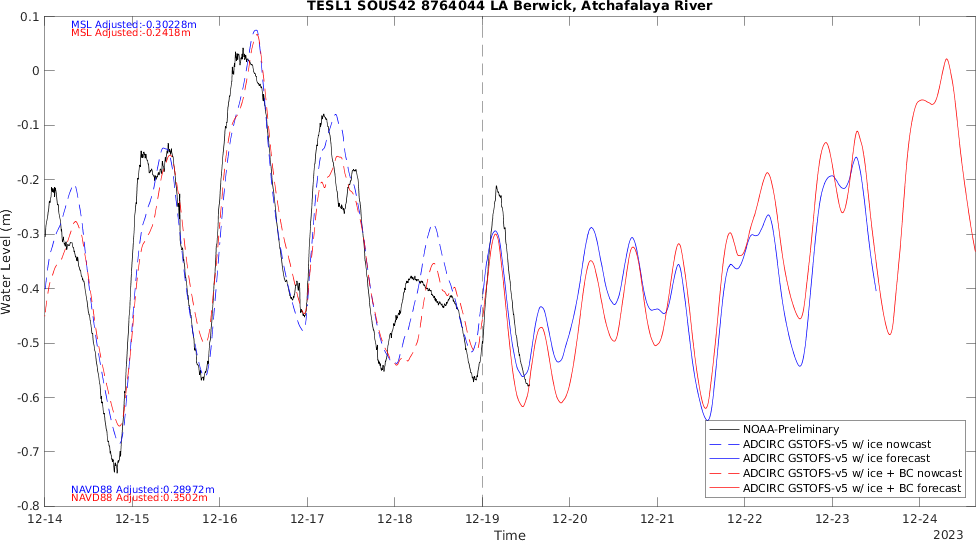 TESL1 SOUS42 8764044 LA Berwick, Atchafalaya River
MSL Adjusted:-0.30228m
MSL Adjusted:-0.2418m
0.1
0
-0.1
-0.2
-0.3
-0.4
-0.5
-0.6
-0.7
-0.8
Water Level (m)
NAVD88 Adjusted:0.28972m
NAVD88 Adjusted:0.3502m
NOAA-Preliminary
ADCIRC GSTOFS-v5 w/ ice nowcast
ADCIRC GSTOFS-v5 w/ ice forecast
ADCIRC GSTOFS-v5 w/ ice + BC nowcast
ADCIRC GSTOFS-v5 w/ ice + BC forecast
12-14 12-15 12-16 12-17 12-18 12-19 12-20 12-21 12-22 12-23 12-24
Time
2023